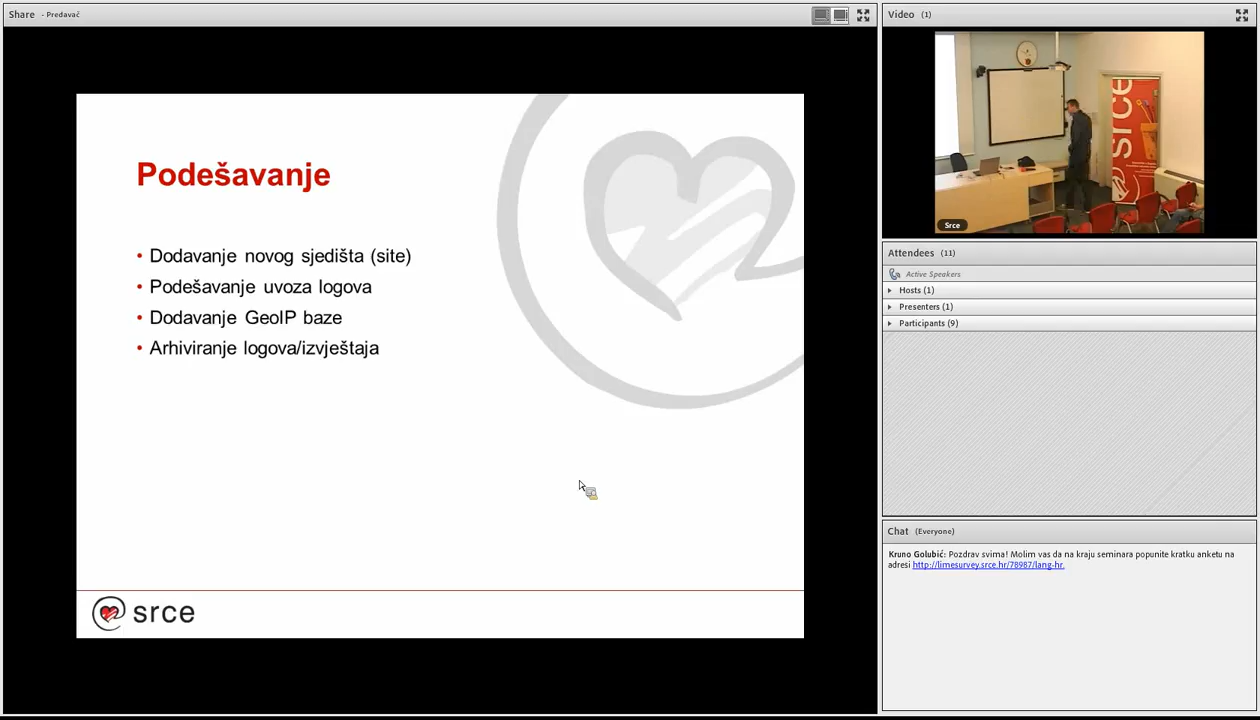 Share - Predavač
Podešavanje
• Dodavanje novog sjedišta (site)
• Podešavanje uvoza logova
• Dodavanje GeoIP baze
• Arhiviranje logova/izvještaja
srce
Video (1)
srce
Srce
Attendees (11)
Active Speakers
Hosts (1)
Presenters (1)
Participants (9)
Chat (Everyone)
Kruno Golubić: Pozdrav svima! Molim vas da na kraju seminara popunite kratku anketu na
adresi http://limesurvey.srce.hr/78987/lang-hr.